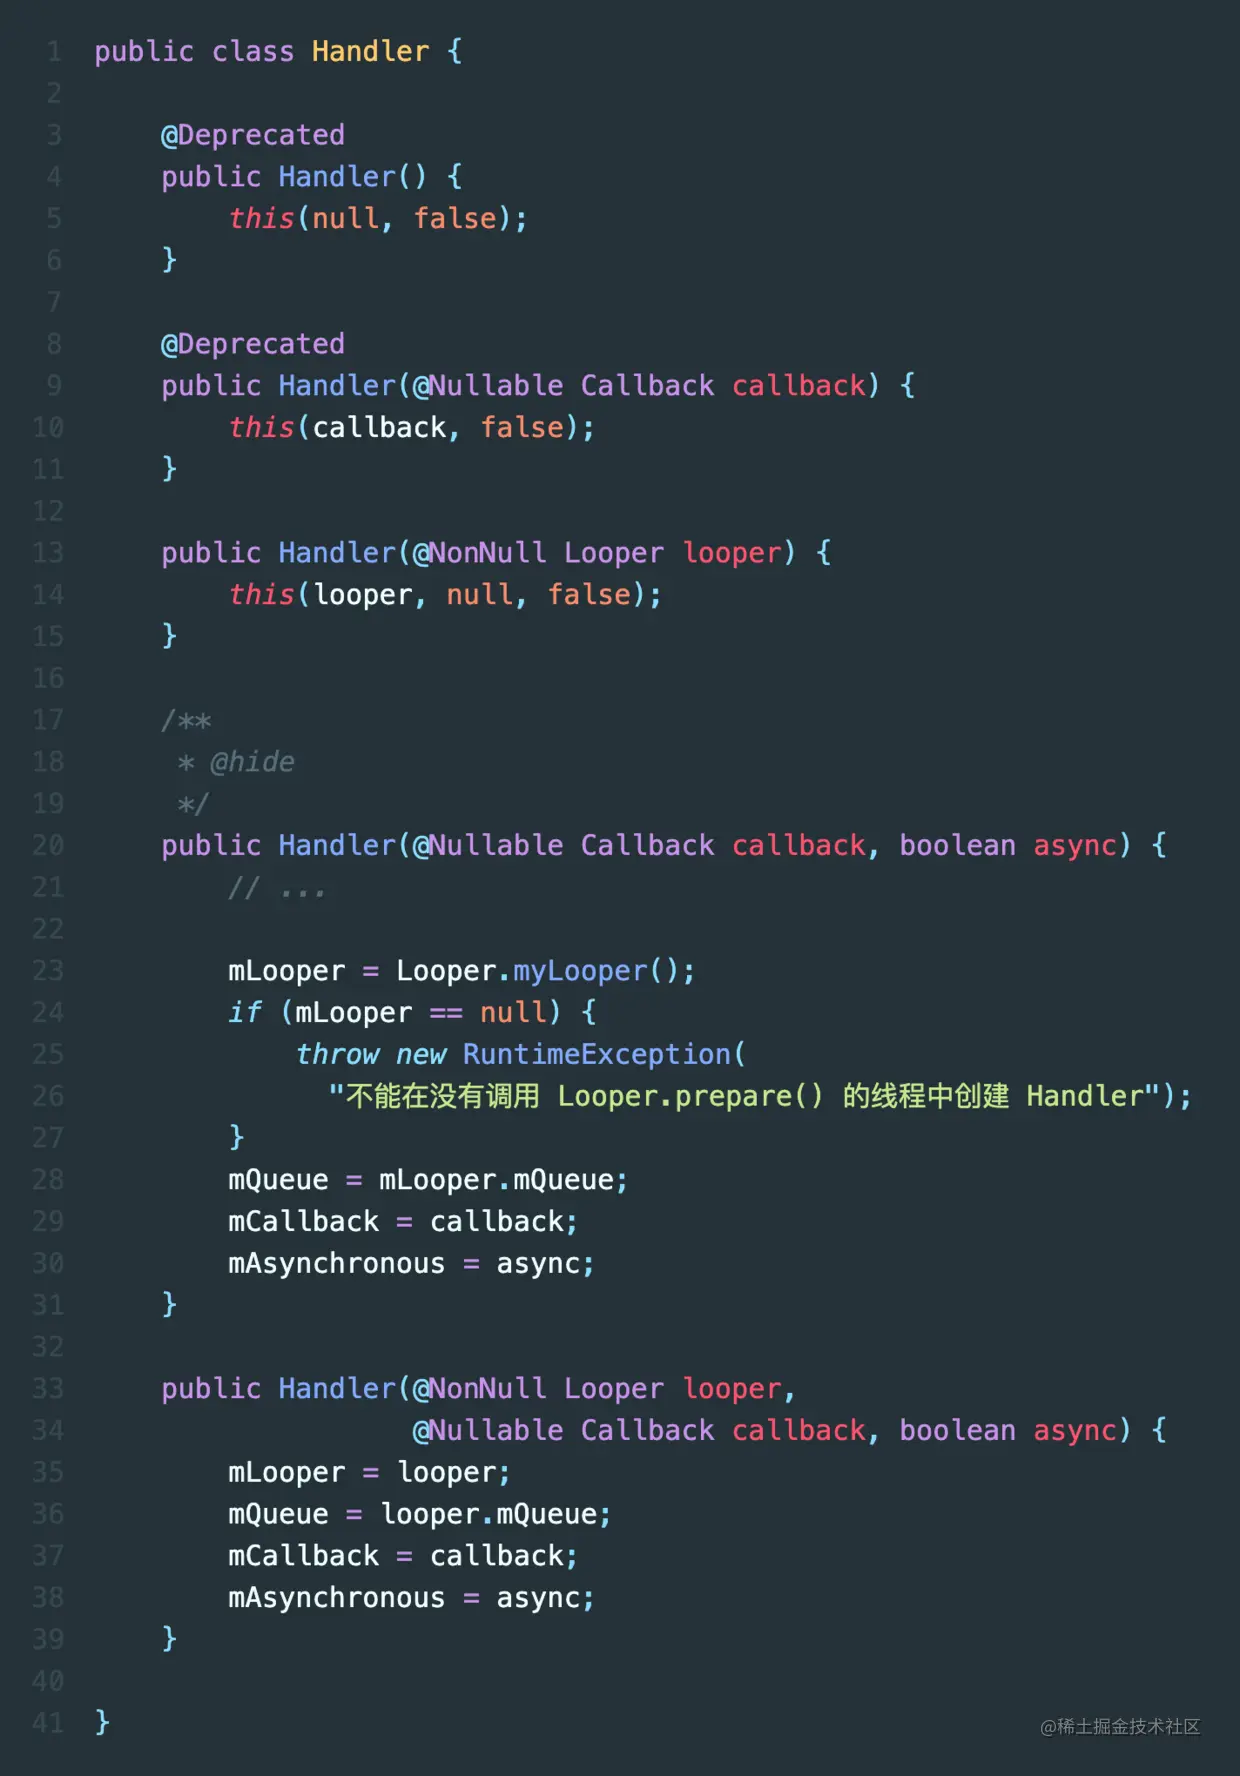 1 public class Handler {
2
3     @Deprecated
4     public Handler() {
5         this(null, false);
6     }
7
8     @Deprecated
9     public Handler(@Nullable Callback callback) {
10         this(callback, false);
11     }
12
13     public Handler(@NonNull Looper looper) {
14         this(looper, null, false);
15     }
16
17     /**
18      * @hide
19      */
20     public Handler(@Nullable Callback callback, boolean async) {
21         // ...
22
23         mLooper = Looper.myLooper();
24         if (mLooper == null) {
25             throw new RuntimeException(
26               "不能在没有调用 Looper.prepare() 的线程中创建 Handler");
27         }
28         mQueue = mLooper.mQueue;
29         mCallback = callback;
30         mAsynchronous = async;
31     }
32
33     public Handler(@NonNull Looper looper,
34                    @Nullable Callback callback, boolean async) {
35         mLooper = looper;
36         mQueue = looper.mQueue;
37         mCallback = callback;
38         mAsynchronous = async;
39     }
40
41 }
@稀土掘金技术社区